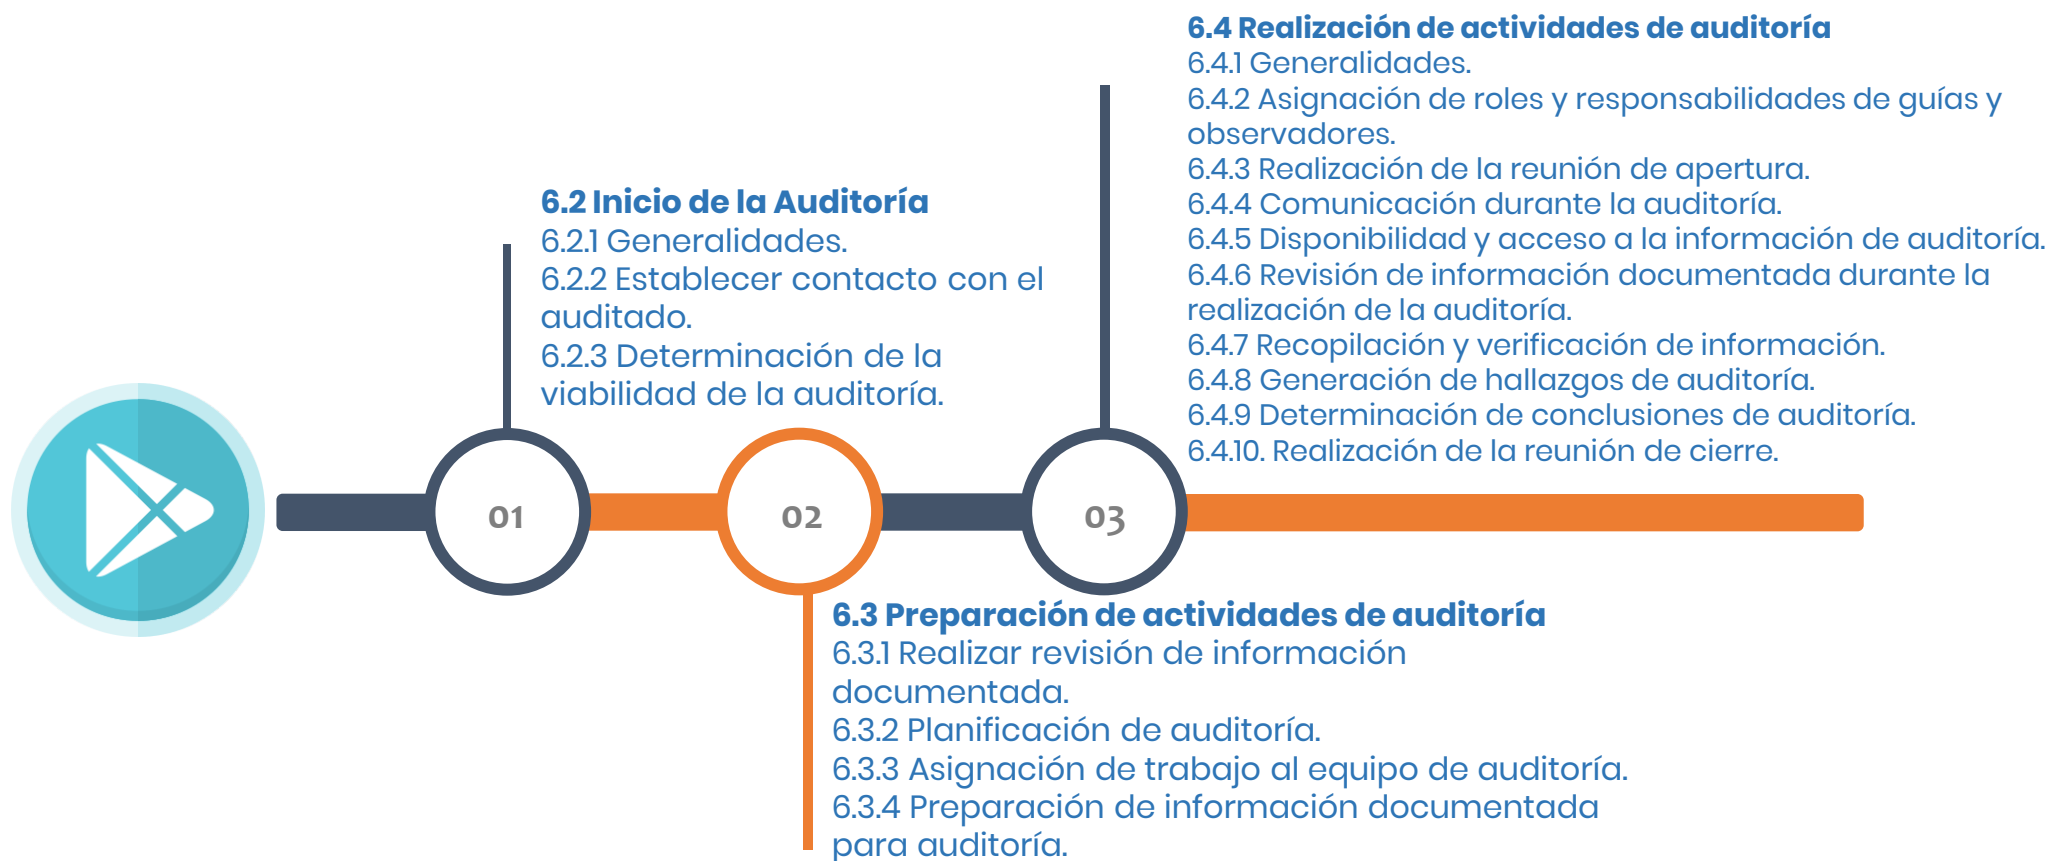 6.2 Inicio de la Auditoría
6.2.1 Generalidades.
6.2.2 Establecer contacto con el
auditado.
6.2.3 Determinación de la
viabilidad de la auditoría.
6.4 Realización de actividades de auditoría
6.4.1 Generalidades.
6.4.2 Asignación de roles y responsabilidades de guías y
observadores.
6.4.3 Realización de la reunión de apertura.
6.4.4 Comunicación durante la auditoría.
6.4.5 Disponibilidad y acceso a la información de auditoría.
6.4.6 Revisión de información documentada durante la
realización de la auditoría.
6.4.7 Recopilación y verificación de información.
6.4.8 Generación de hallazgos de auditoría.
6.4.9 Determinación de conclusiones de auditoría.
6.4.10. Realización de la reunión de cierre.
01
02
03
6.3 Preparación de actividades de auditoría
6.3.1 Realizar revisión de información
documentada.
6.3.2 Planificación de auditoría.
6.3.3 Asignación de trabajo al equipo de auditoría.
6.3.4 Preparación de información documentada
para auditoría.